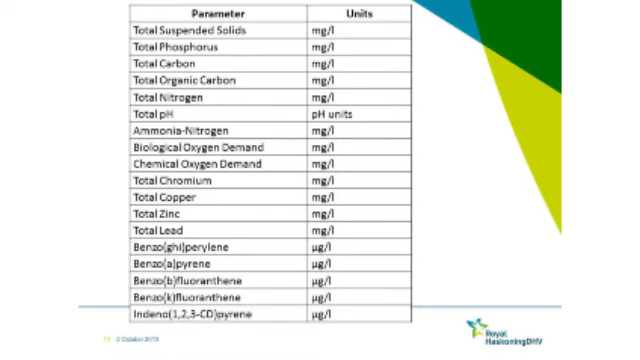 Parameter Units
Total Suspended Solids mg/l
Total Phosphorus mg/l
Total Carbon mg/l
Total Organic Carbon mg/l
Total Nitrogen mg/l
Total pH pH units
Ammonia-Nitrogen mg/l
Biological Oxygen Demand mg/l
Chemical Oxygen Demand mg/l
Total Chromium mg/l
Total Copper mg/l
Total Zinc mg/l
Total Lead mg/l
Benzo(ghi)perylene µg/l
Benzo(a)pyrene µg/l
Benzo(b)fluoranthene µg/l
Benzo(k)fluoranthene µg/l
Indeno(1,2,3-CD)pyrene µg/l
2 October 2013
Royal
HaskoningDHV